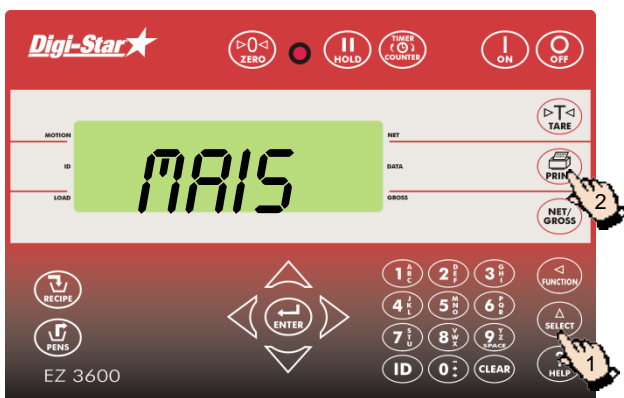 Digi-Star
▷0◁
ZERO
HOLD
TIMER
COUNTER
ON
OFF
▷T◁
TARE
MOTION
NET
ID
MAIS
DATA
PRINT
2
LOAD
GROSS
NET/
GROSS
RECIPE
PENS
ENTER
1 A B C
2 D E F
3 G H I
FUNCTION
4 J K L
5 M N O
6 P Q R
SELECT
7 S T U
8 V W X
9 Y Z SPACE
1
ID
0 - + *
CLEAR
HELP
EZ 3600